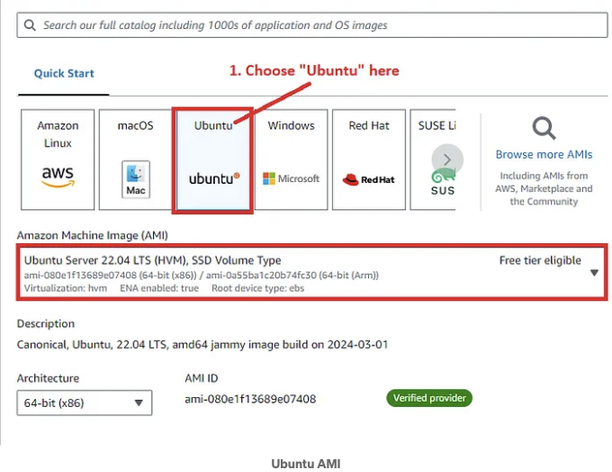 Search our full catalog including 1000s of application and OS images
Quick Start
1. Choose "Ubuntu" here
Amazon Linux
aws
macOS
Mac
Ubuntu
ubuntu
Windows
Microsoft
Red Hat
Red Hat
SUSE Li
SUS
Browse more AMIs
Including AMIs from
AWS, Marketplace and
the Community
Amazon Machine Image (AMI)
Ubuntu Server 22.04 LTS (HVM), SSD Volume Type
Free tier eligible
ami-080e1f13689e07408 (64-bit (x86)) / ami-0a55ba1c20b74fc30 (64-bit (Arm))
Virtualization: hvm ENA enabled: true Root device type: ebs
Description
Canonical, Ubuntu, 22.04 LTS, amd64 jammy image build on 2024-03-01
Architecture
64-bit (x86)
AMI ID
ami-080e1f13689e07408
Verified provider
Ubuntu AMI